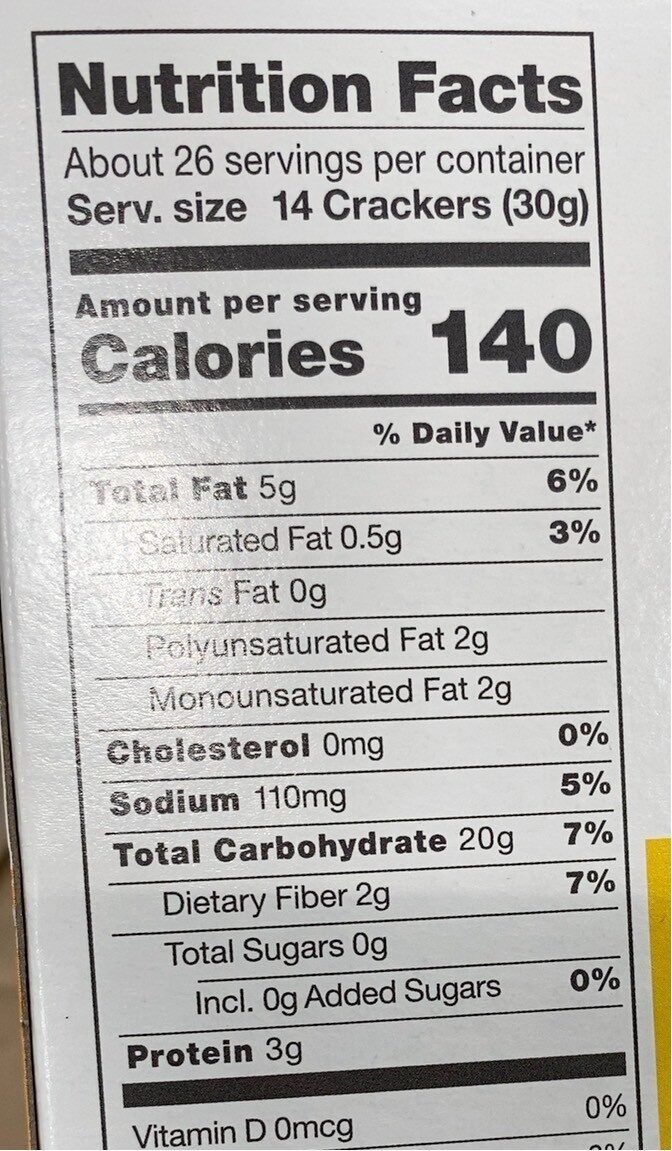 Nutrition Facts
About 26 servings per container
Serv. size 14 Crackers (30g)
Amount per serving
Calories 140
% Daily Value*
Total Fat 5g 6%
Saturated Fat 0.5g 3%
Trans Fat 0g
Polyunsaturated Fat 2g
Monounsaturated Fat 2g
Cholesterol 0mg 0%
Sodium 110mg 5%
Total Carbohydrate 20g 7%
Dietary Fiber 2g 7%
Total Sugars 0g
Incl. 0g Added Sugars 0%
Protein 3g
Vitamin D 0mcg 0%